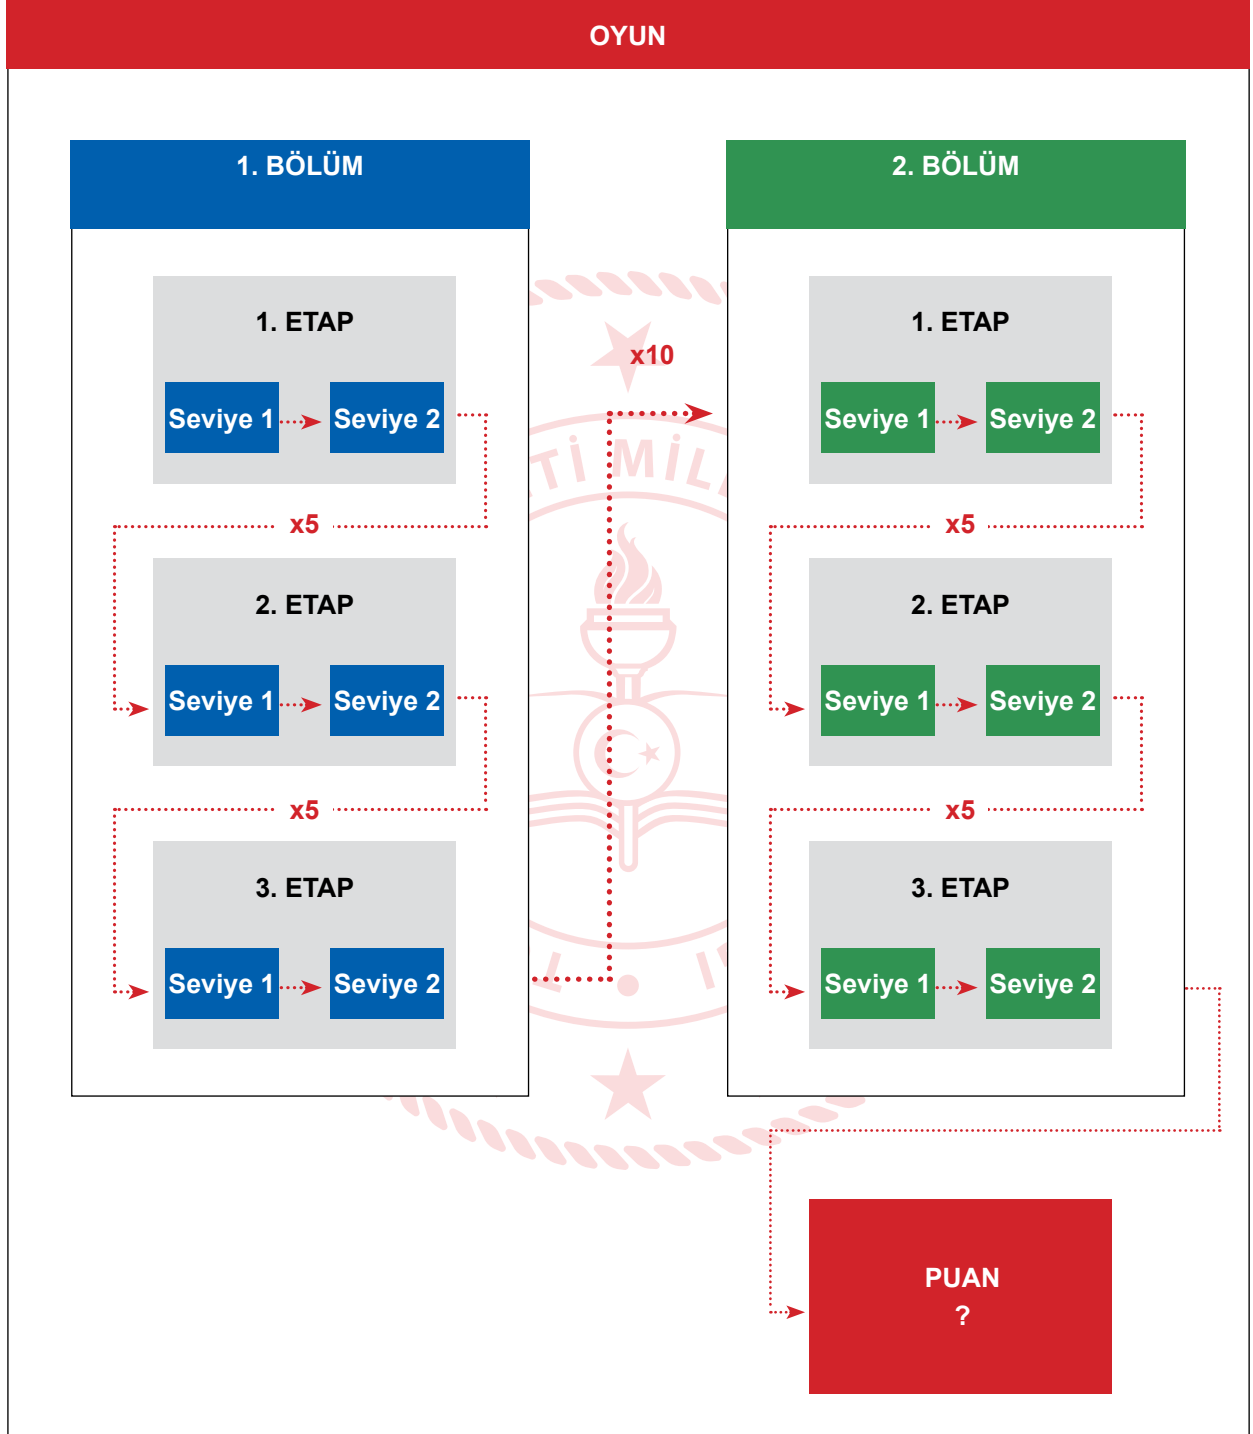 OYUN
1. BÖLÜM
1. ETAP
Seviye 1
Seviye 2
x5
2. ETAP
Seviye 1
Seviye 2
x5
3. ETAP
Seviye 1
Seviye 2
x10
2. BÖLÜM
1. ETAP
Seviye 1
Seviye 2
x5
2. ETAP
Seviye 1
Seviye 2
x5
3. ETAP
Seviye 1
Seviye 2
PUAN
?